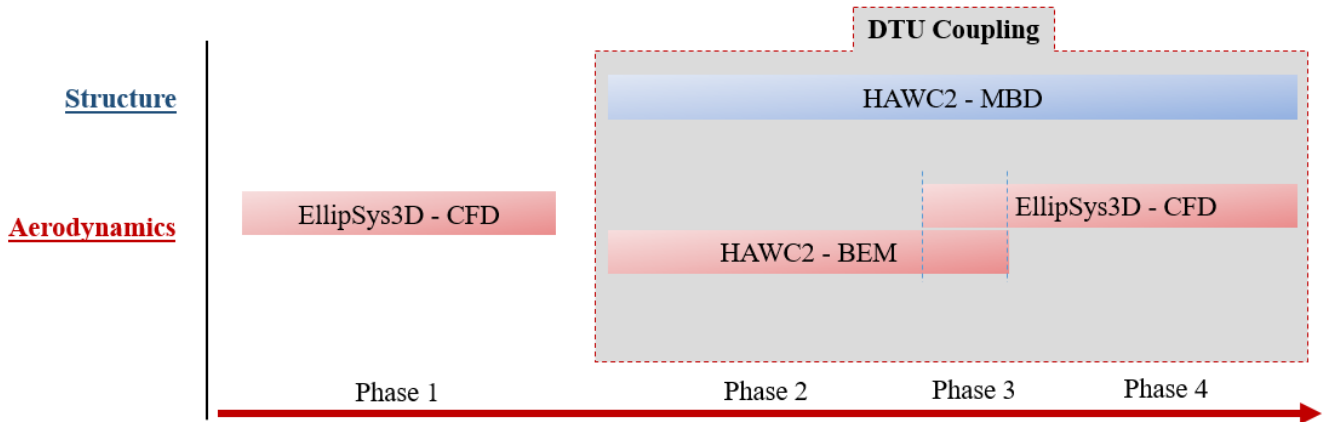 DTU Coupling
Structure
HAWC2 - MBD
Aerodynamics
EllipSys3D - CFD
EllipSys3D - CFD
HAWC2 - BEM
Phase 1
Phase 2
Phase 3
Phase 4